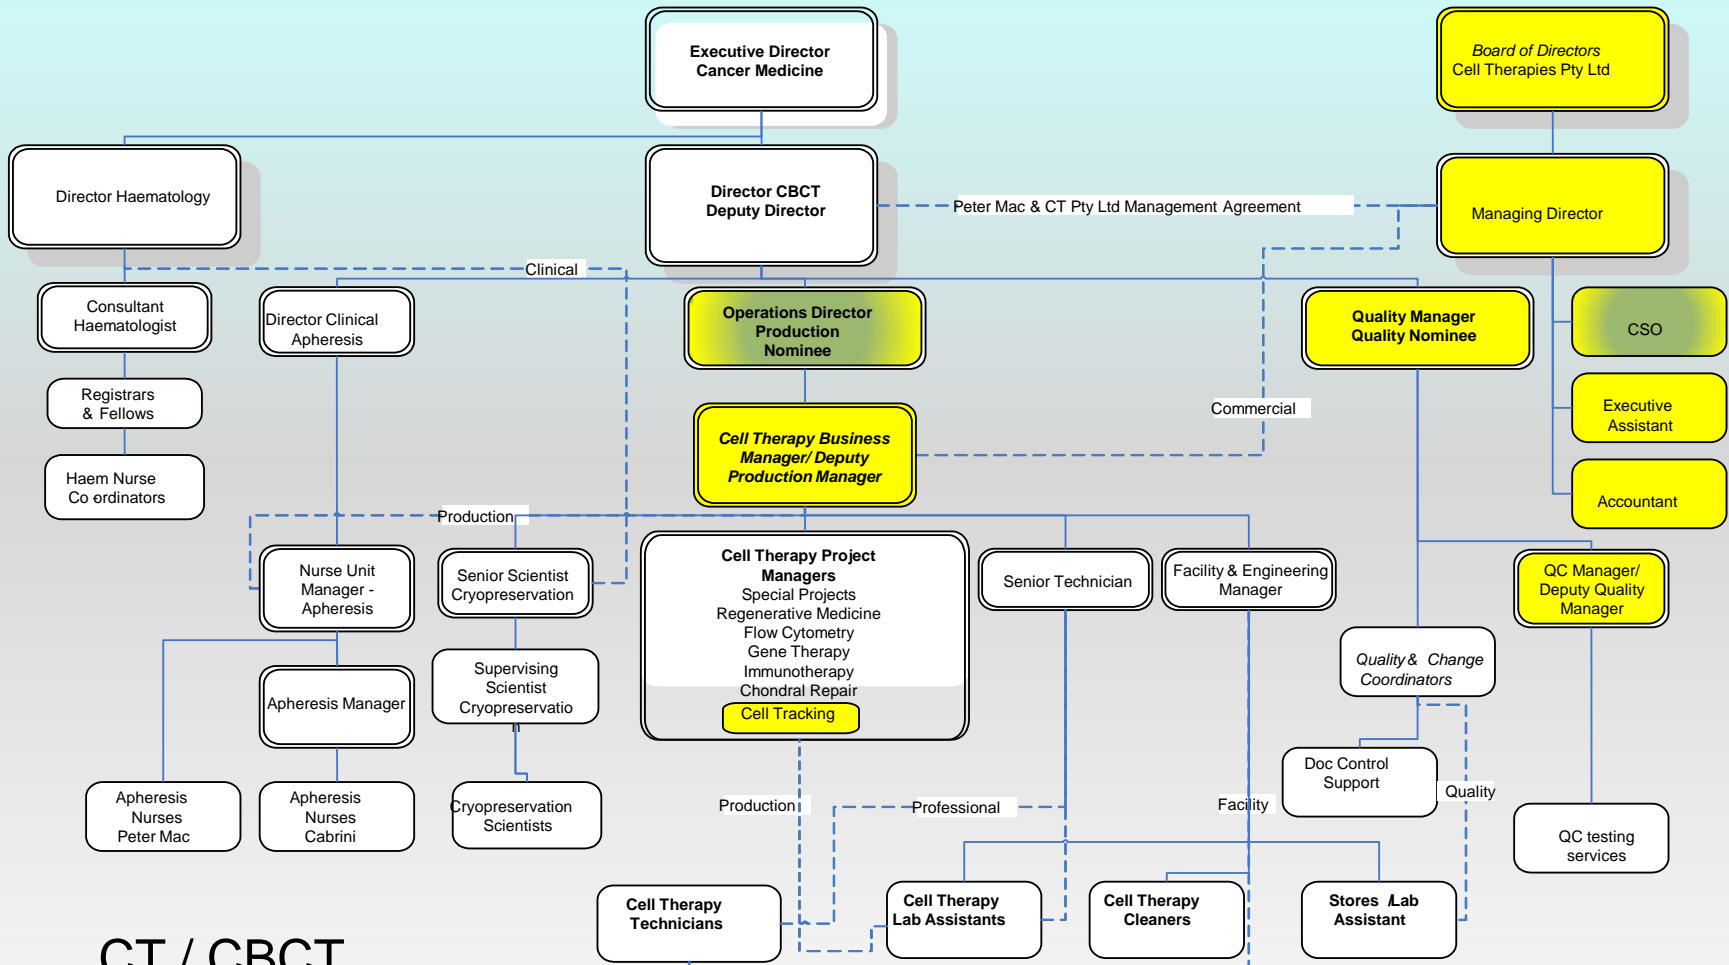 Executive Director
Cancer Medicine
Board of Directors
Cell Therapies Pty Ltd
Director Haematology
Director CBCT
Deputy Director
Peter Mac & CT Pty Ltd Management Agreement
Managing Director
Clinical
Consultant
Haematologist
Director Clinical
Apheresis
Operations Director
Production
Nominee
Quality Manager
Quality Nominee
CSO
Registrars
& Fellows
Commercial
Executive
Assistant
Cell Therapy Business
Manager/ Deputy
Production Manager
Haem Nurse
Co-ordinators
Accountant
Production
Nurse Unit
Manager -
Apheresis
Senior Scientist
Cryopreservation
Cell Therapy Project
Managers
Special Projects
Regenerative Medicine
Flow Cytometry
Gene Therapy
Immunotherapy
Chondral Repair
Cell Tracking
Senior Technician
Facility & Engineering
Manager
QC Manager/
Deputy Quality
Manager
Supervising
Scientist
Cryopreservatio
n
Quality & Change
Coordinators
Apheresis Manager
Doc Control
Support
Apheresis
Nurses
Peter Mac
Apheresis
Nurses
Cabrini
Cryopreservation
Scientists
Production
Professional
Facility
Quality
QC testing
services
Cell Therapy
Technicians
Cell Therapy
Lab Assistants
Cell Therapy
Cleaners
Stores /Lab
Assistant
CT / CBCT